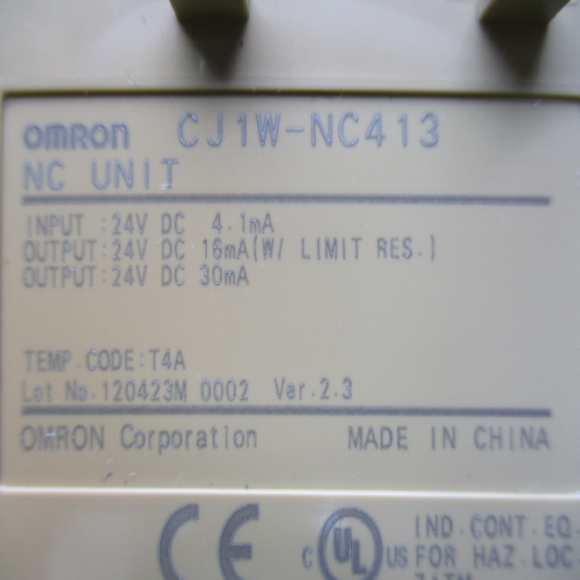 OMRON CJ1W-NC413
NC UNIT
INPUT :24V DC 4.1mA
OUTPUT:24V DC 16mA(W/ LIMIT RES.)
OUTPUT:24V DC 30mA
TEMP.CODE:T4A
Lot No.120423M 0002 Ver.2.3
OMRON Corporation MADE IN CHINA
CE C UL US IND.CONT.EQ.
FOR HAZ.LOC